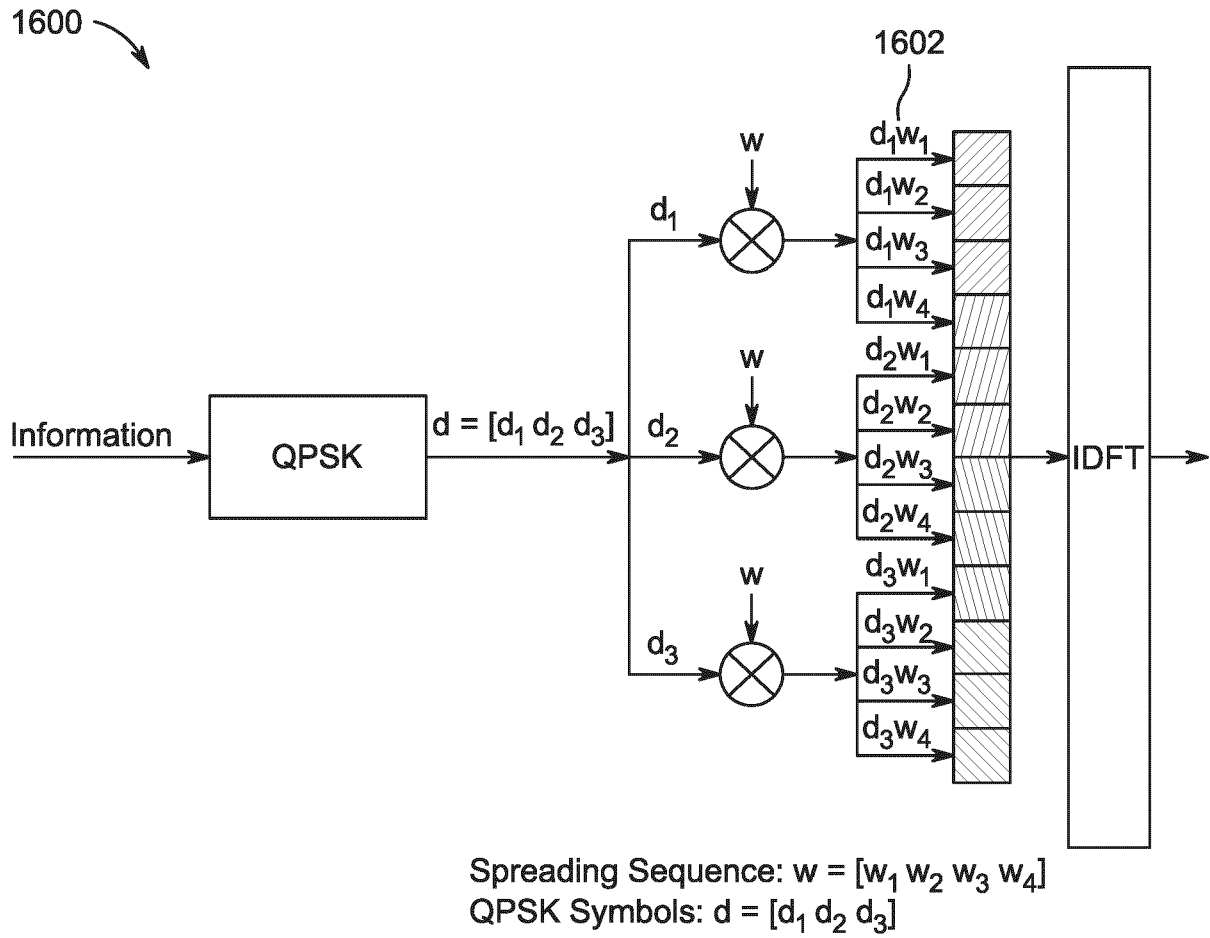 1600
1602
w
d₁
d₁w₁
d₁w₂
d₁w₃
d₁w₄
w
Information
QPSK
d = [d₁ d₂ d₃]
d₂
d₂w₁
d₂w₂
d₂w₃
d₂w₄
IDFT
w
d₃
d₃w₁
d₃w₂
d₃w₃
d₃w₄
Spreading Sequence: w = [w₁ w₂ w₃ w₄]
QPSK Symbols: d = [d₁ d₂ d₃]